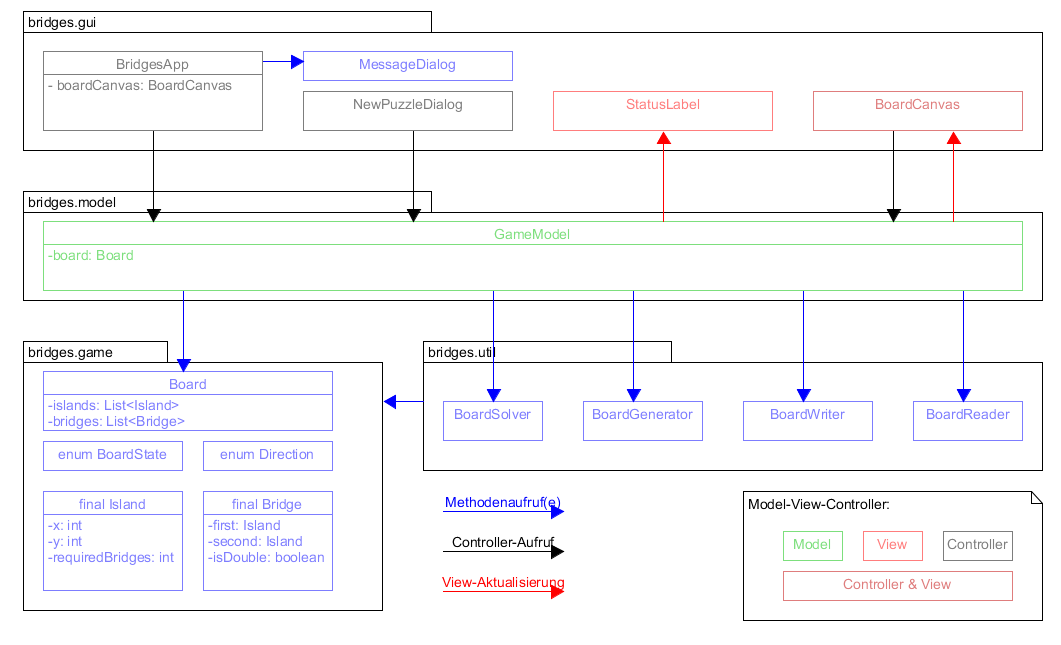 bridges.gui
BridgesApp
- boardCanvas: BoardCanvas
MessageDialog
NewPuzzleDialog
StatusLabel
BoardCanvas
bridges.model
GameModel
-board: Board
bridges.game
Board
-islands: List<Island>
-bridges: List<Bridge>
enum BoardState
enum Direction
final Island
-x: int
-y: int
-requiredBridges: int
final Bridge
-first: Island
-second: Island
-isDouble: boolean
bridges.util
BoardSolver
BoardGenerator
BoardWriter
BoardReader
Methodenaufruf(e)
Controller-Aufruf
View-Aktualisierung
Model-View-Controller:
Model
View
Controller
Controller & View